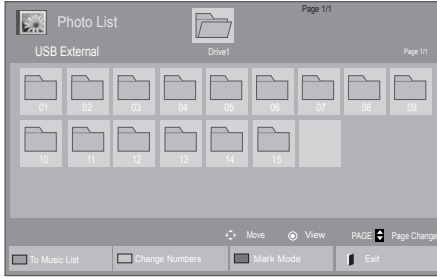 Page 1/1
Photo List
USB External
Drive1
Page 1/1
01 02 03 04 05 06 07 08 09
10 11 12 13 14 15
Move View PAGE Page Change
To Music List Change Numbers Mark Mode Exit